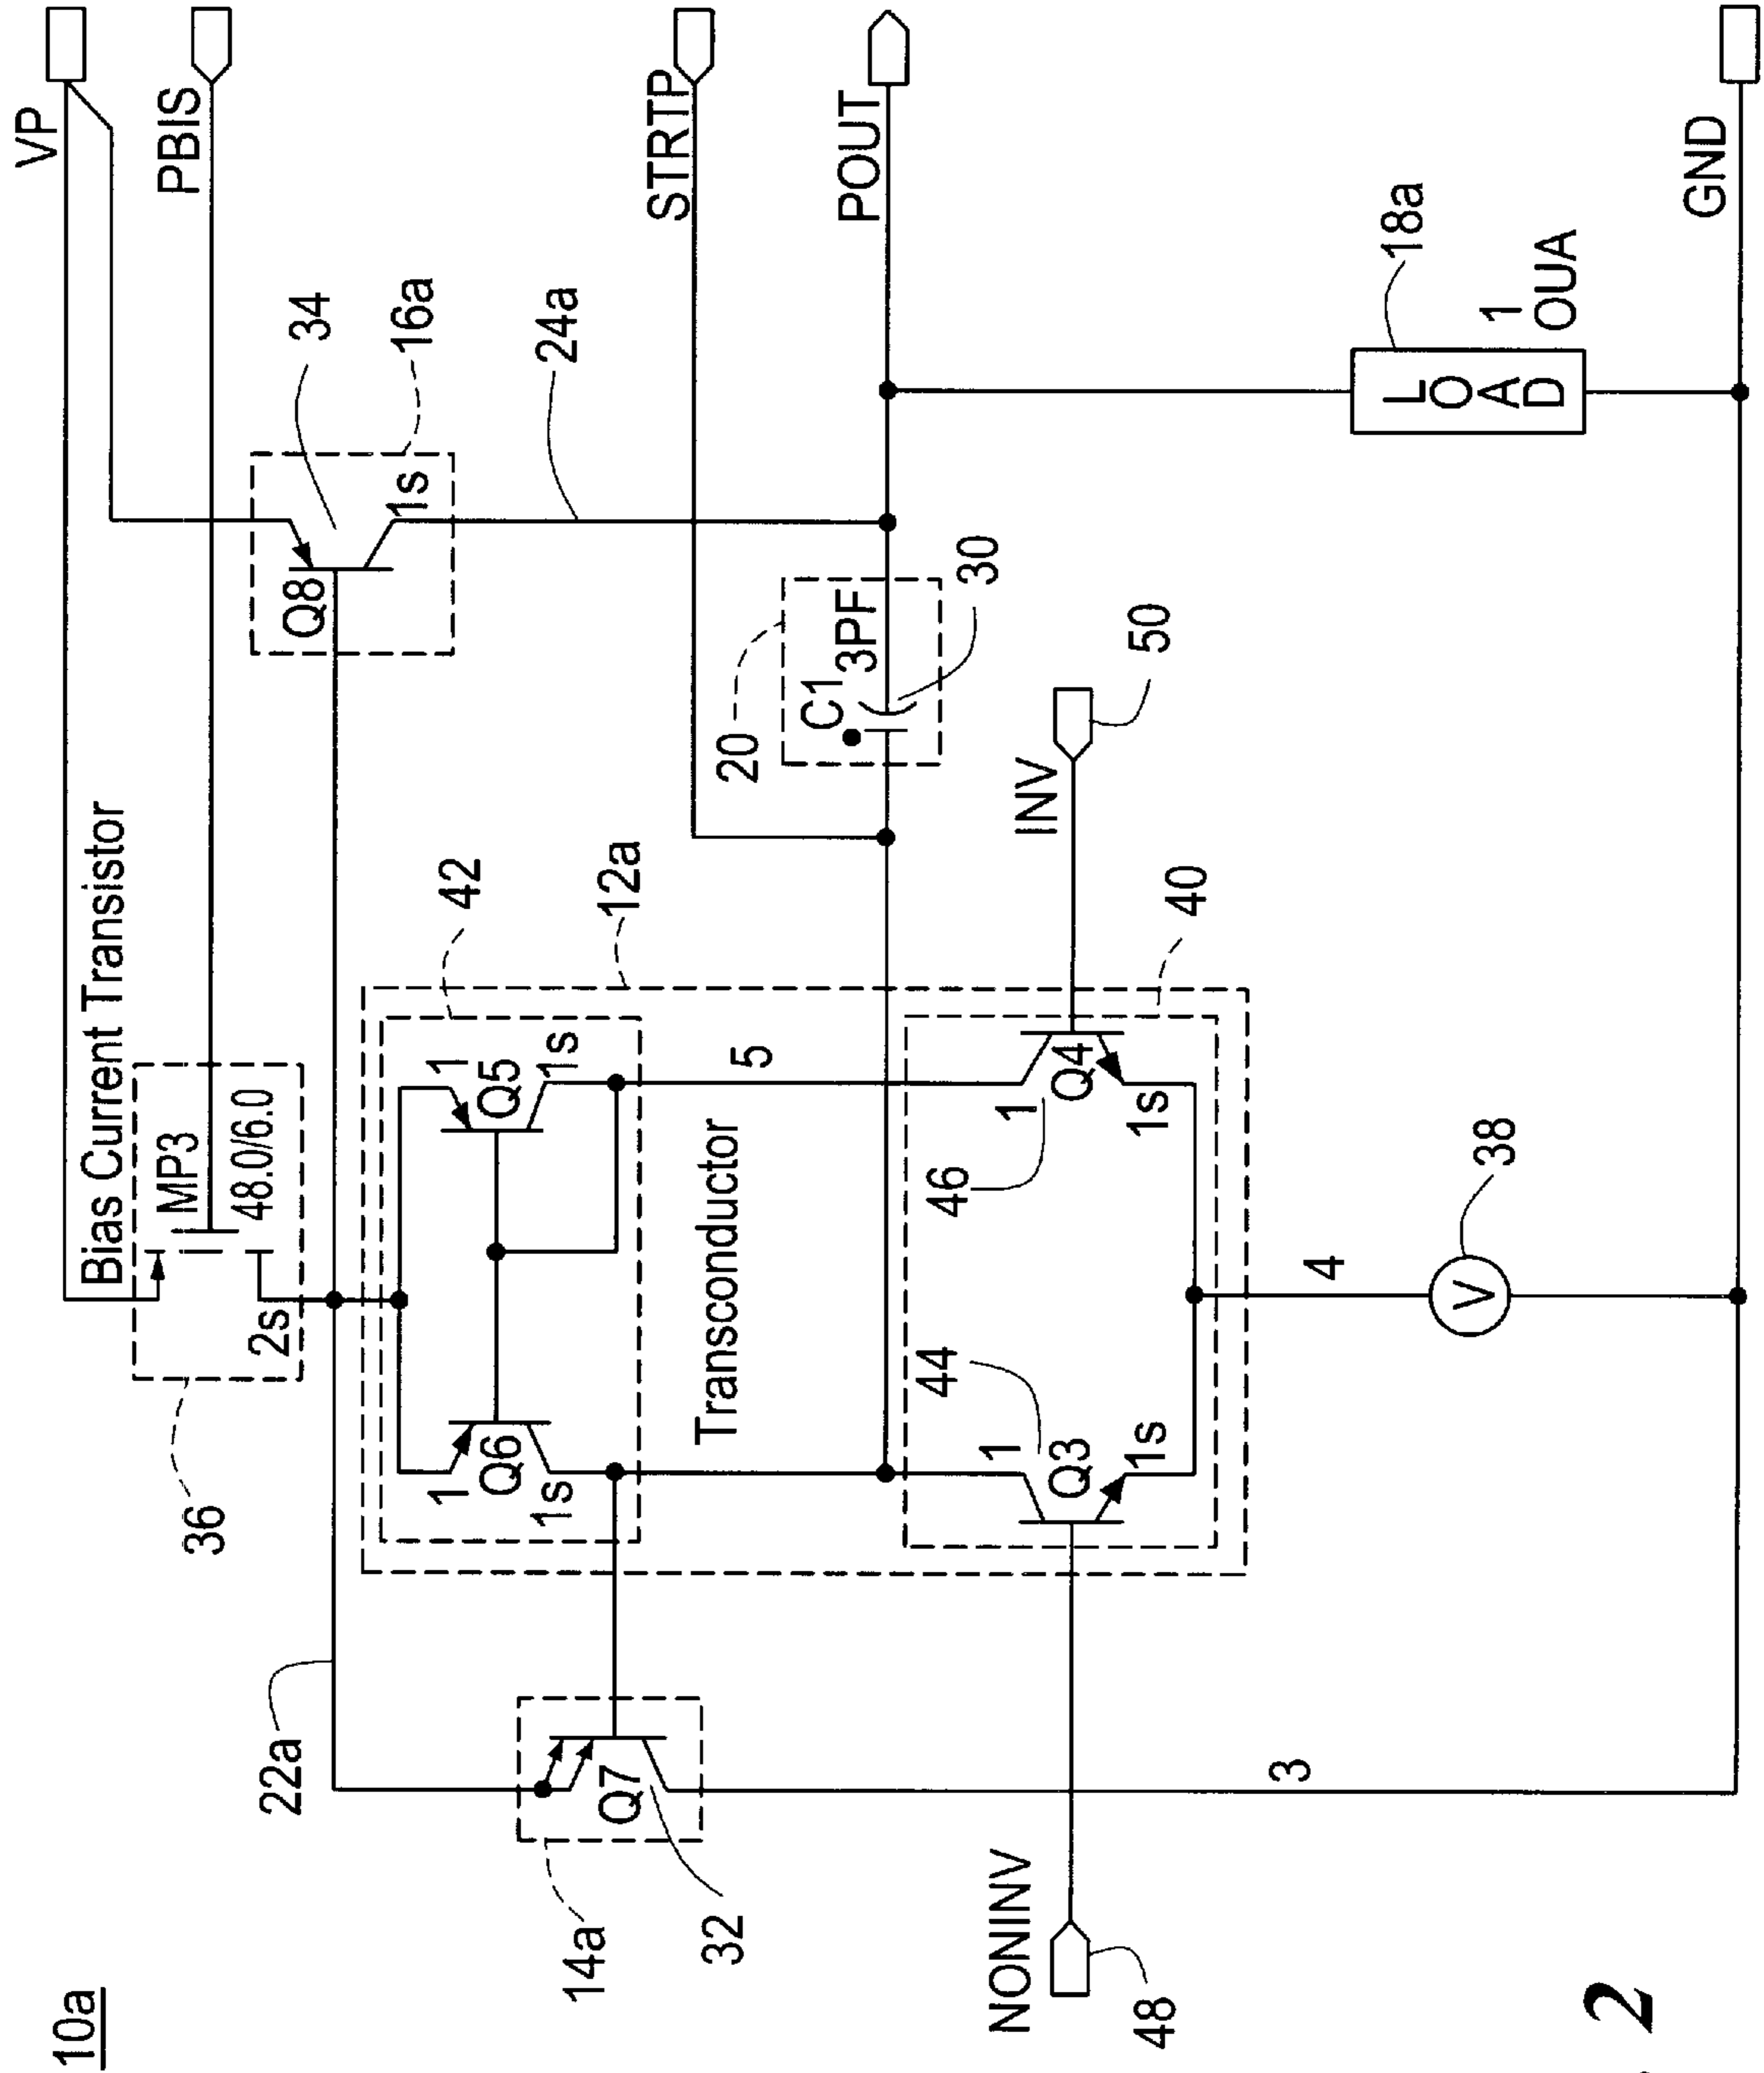 10a
VP
PBIS
Bias Current Transistor
MP3
48.0/6.0
2s
36
34
Q8
1s
16a
24a
22a
42
12a
1
Q6
1s
1
Q5
1s
5
Transconductor
STRTP
POUT
20
C1
3PF
30
14a
Q7
32
40
44
1
Q3
1s
46
1
Q4
1s
INV
50
NONINV
48
3
4
V
38
LOAD
18a
1
OUA
GND
2